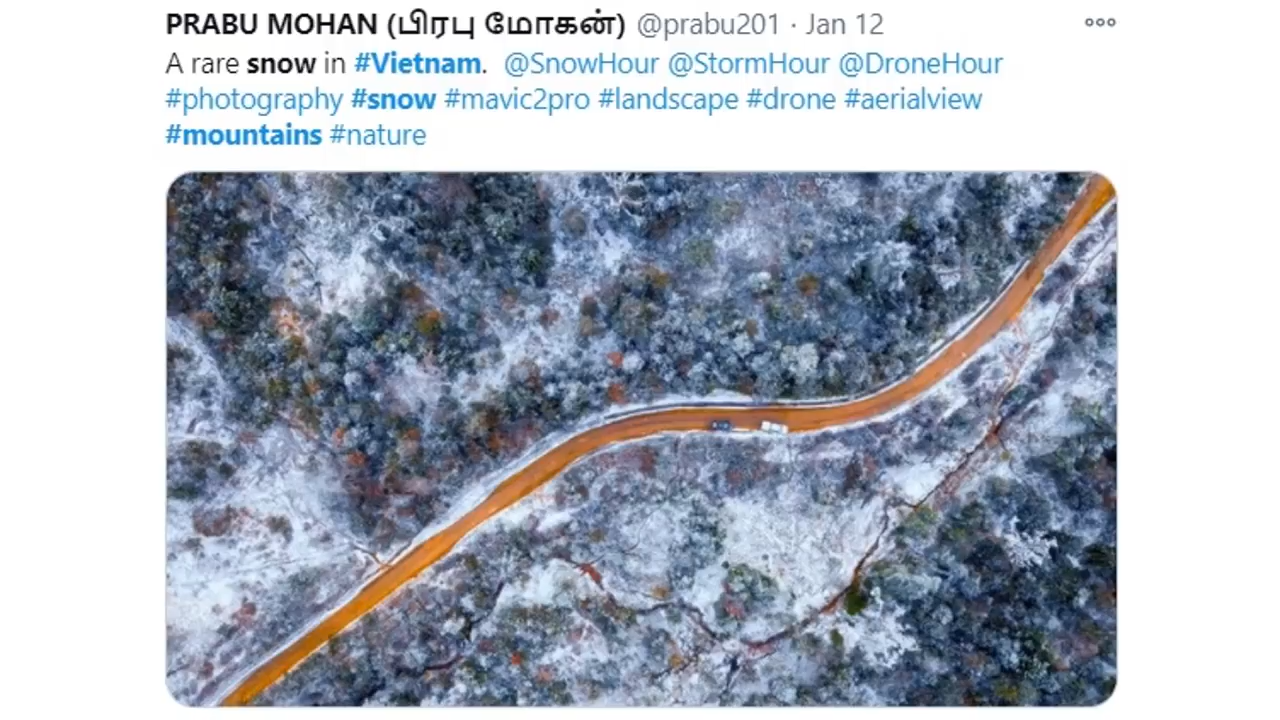 PRABU MOHAN (பிரபு மோகன்) @prabu201 · Jan 12
A rare snow in #Vietnam. @SnowHour @StormHour @DroneHour
#photography #snow #mavic2pro #landscape #drone #aerialview
#mountains #nature